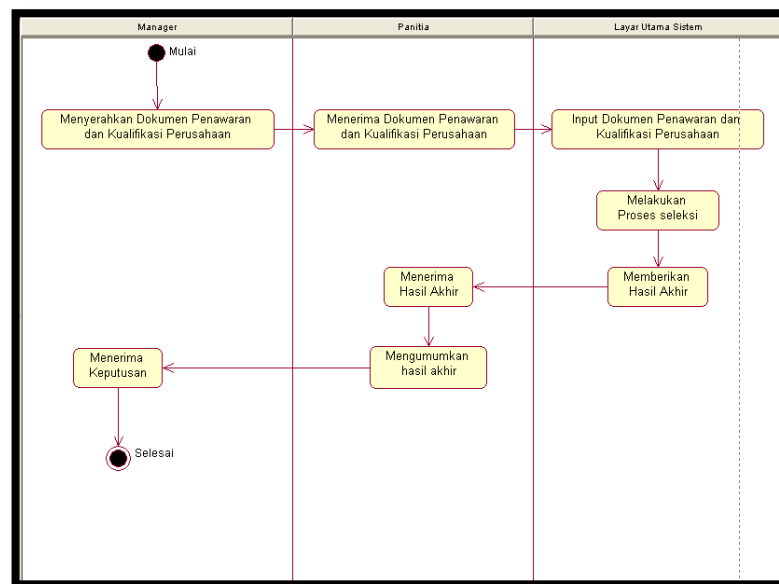 Manager
Panitia
Layar Utama Sistem
Mulai
Menyerahkan Dokumen Penawaran
dan Kualifikasi Perusahaan
Menerima Dokumen Penawaran
dan Kualifikasi Perusahaan
Input Dokumen Penawaran dan
Kualifikasi Perusahaan
Melakukan
Proses seleksi
Menerima
Hasil Akhir
Memberikan
Hasil Akhir
Menerima
Keputusan
Mengumumkan
hasil akhir
Selesai